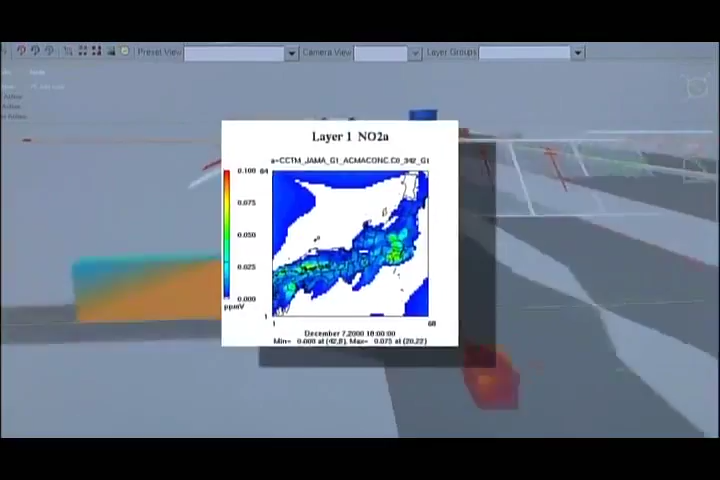 Preset View
Camera View
Layer Groups
Layer 1 NO2a
a=CCTM_JAMA_G1_ACMACONC.C0_342_G1
0.100
64
0.075
0.050
0.025
0.000
ppmV
1
1
68
December 7,2000 18:00:00
Min= 0.000 at (42,8), Max= 0.075 at (20,22)